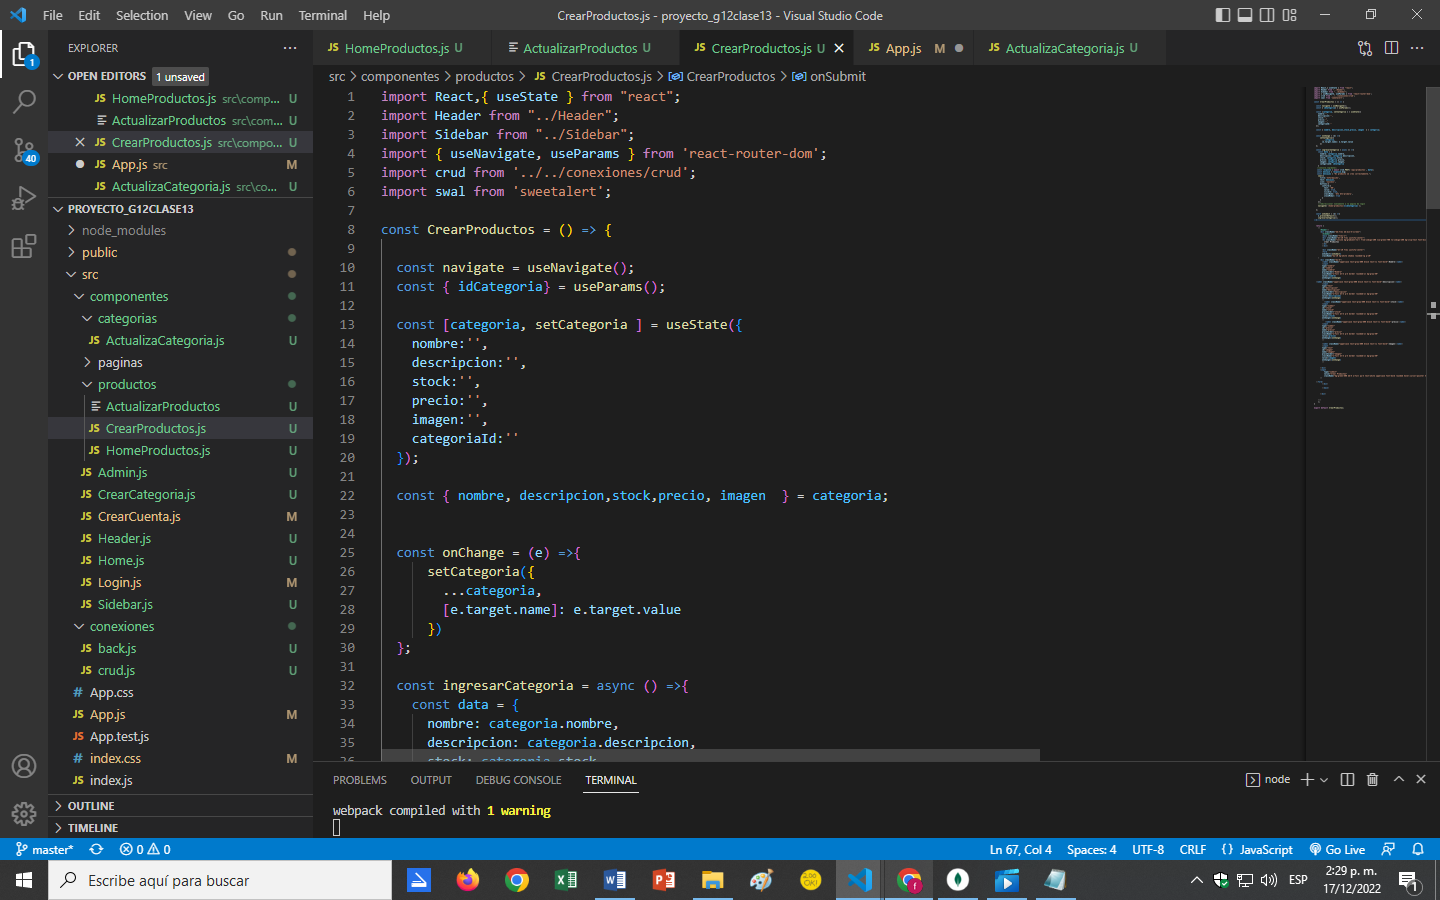 File Edit Selection View Go Run Terminal Help
CrearProductos.js - proyecto_g12clase13 - Visual Studio Code
EXPLORER
OPEN EDITORS 1 unsaved
HomeProductos.js src\comp... U
ActualizarProductos src\com... U
CrearProductos.js src\compo... U
App.js src M
ActualizaCategoria.js src\co... U
PROYECTO_G12CLASE13
node_modules
public
src
componentes
categorias
ActualizaCategoria.js U
paginas
productos
ActualizarProductos U
CrearProductos.js U
HomeProductos.js U
Admin.js U
CrearCategoria.js U
CrearCuenta.js M
Header.js U
Home.js U
Login.js M
Sidebar.js U
conexiones
back.js U
crud.js U
App.css
App.js M
App.test.js
index.css M
index.js
OUTLINE
TIMELINE
1
40
HomeProductos.js U ActualizarProductos U CrearProductos.js U App.js M ActualizaCategoria.js U
src > componentes > productos > JS CrearProductos.js > CrearProductos > onSubmit
1 import React,{ useState } from "react";
2 import Header from "../Header";
3 import Sidebar from "../Sidebar";
4 import { useNavigate, useParams } from 'react-router-dom';
5 import crud from '../../conexiones/crud';
6 import swal from 'sweetalert';
7
8 const CrearProductos = () => {
9
10 const navigate = useNavigate();
11 const { idCategoria} = useParams();
12
13 const [categoria, setCategoria ] = useState({
14 nombre:'',
15 descripcion:'',
16 stock:'',
17 precio:'',
18 imagen:'',
19 categoriaId:''
20 });
21
22 const { nombre, descripcion,stock,precio, imagen  } = categoria;
23
24
25 const onChange = (e) =>{
26 setCategoria({
27 ...categoria,
28 [e.target.name]: e.target.value
29 })
30 };
31
32 const ingresarCategoria = async () =>{
33 const data = {
34 nombre: categoria.nombre,
35 descripcion: categoria.descripcion,
36 stock: categoria.stock
PROBLEMS OUTPUT DEBUG CONSOLE TERMINAL
node
webpack compiled with 1 warning
master* 0 0
Ln 67, Col 4 Spaces: 4 UTF-8 CRLF {} JavaScript Go Live
Escribe aquí para buscar
ESP
2:29 p. m.
17/12/2022
1